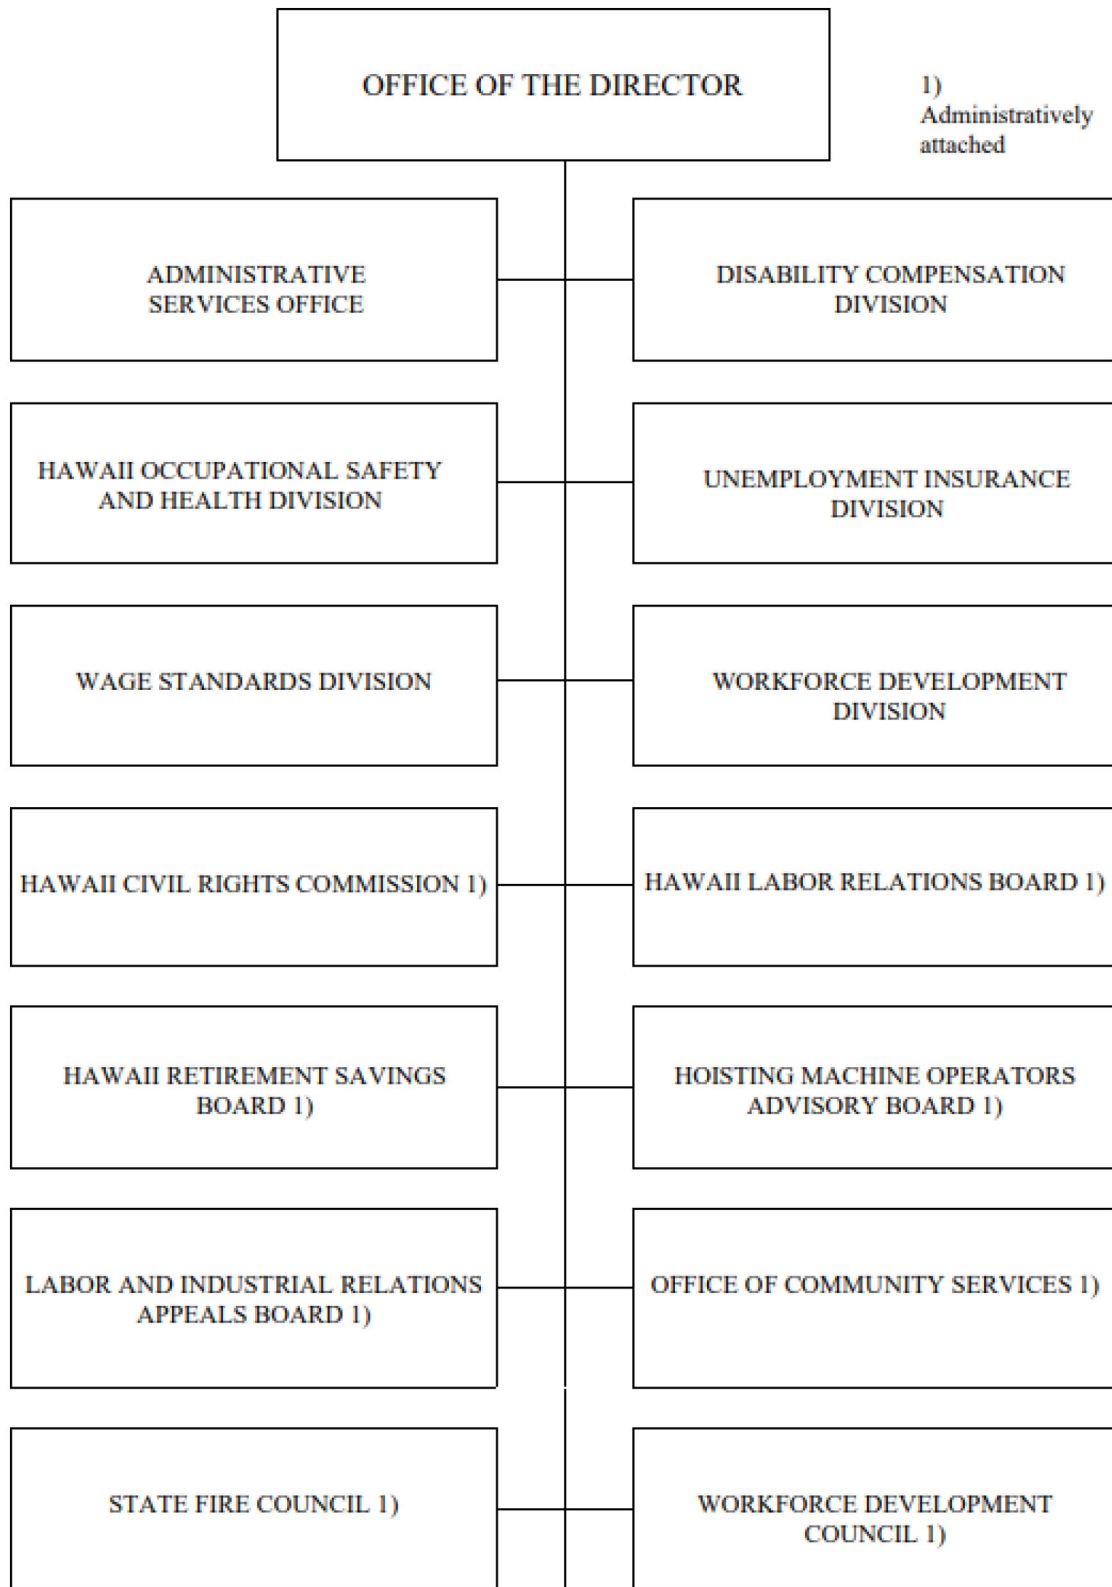 OFFICE OF THE DIRECTOR
1)
Administratively
attached
ADMINISTRATIVE
SERVICES OFFICE
DISABILITY COMPENSATION
DIVISION
HAWAII OCCUPATIONAL SAFETY
AND HEALTH DIVISION
UNEMPLOYMENT INSURANCE
DIVISION
WAGE STANDARDS DIVISION
WORKFORCE DEVELOPMENT
DIVISION
HAWAII CIVIL RIGHTS COMMISSION 1)
HAWAII LABOR RELATIONS BOARD 1)
HAWAII RETIREMENT SAVINGS
BOARD 1)
HOISTING MACHINE OPERATORS
ADVISORY BOARD 1)
LABOR AND INDUSTRIAL RELATIONS
APPEALS BOARD 1)
OFFICE OF COMMUNITY SERVICES 1)
STATE FIRE COUNCIL 1)
WORKFORCE DEVELOPMENT
COUNCIL 1)